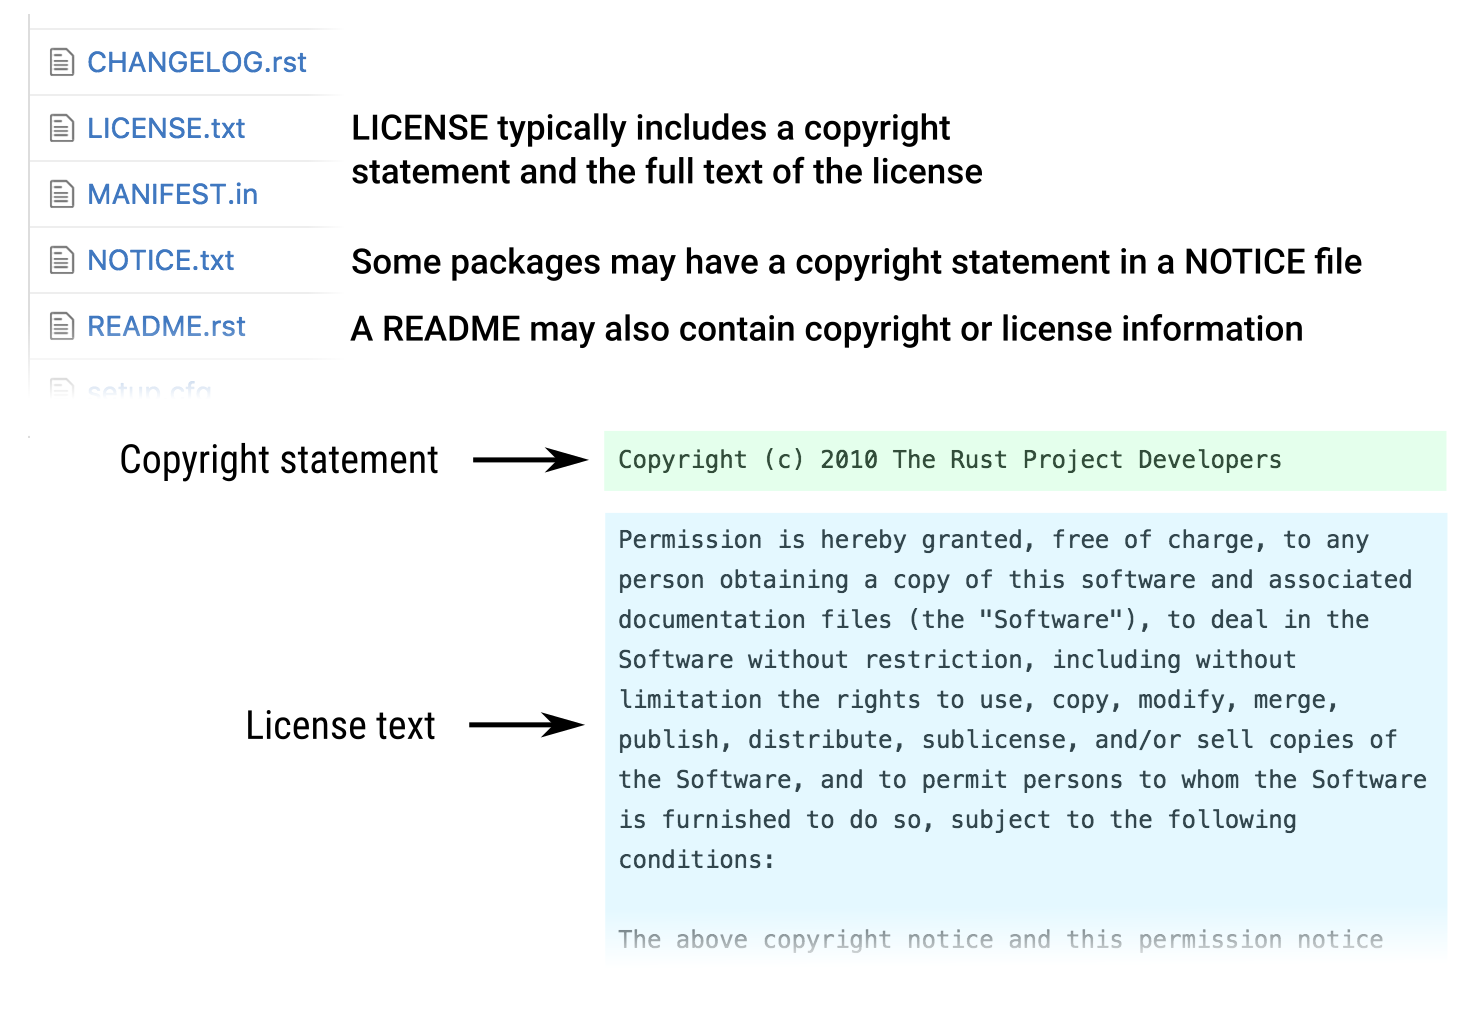 CHANGELOG.rst
LICENSE.txt
LICENSE typically includes a copyright
statement and the full text of the license
MANIFEST.in
NOTICE.txt
Some packages may have a copyright statement in a NOTICE file
README.rst
A README may also contain copyright or license information
setup.cfg
Copyright statement
Copyright (c) 2010 The Rust Project Developers
License text
Permission is hereby granted, free of charge, to any
person obtaining a copy of this software and associated
documentation files (the "Software"), to deal in the
Software without restriction, including without
limitation the rights to use, copy, modify, merge,
publish, distribute, sublicense, and/or sell copies of
the Software, and to permit persons to whom the Software
is furnished to do so, subject to the following
conditions:
The above copyright notice and this permission notice